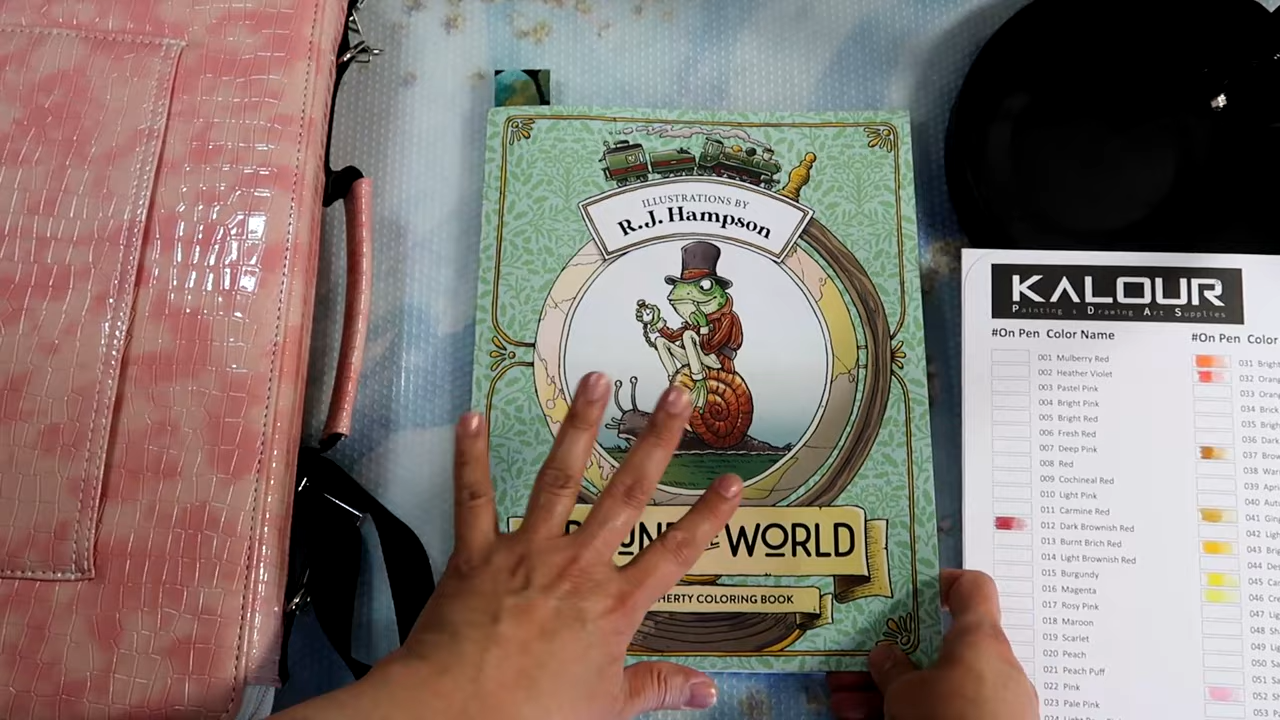 ILLUSTRATIONS BY
R.J. Hampson
WORLD
COLORING BOOK
KALOUR
Painting & Drawing Art Supplies
#On Pen Color Name
001 Mulberry Red
002 Heather Violet
003 Pastel Pink
004 Bright Pink
005 Bright Red
006 Fresh Red
007 Deep Pink
008 Red
009 Cochineal Red
010 Light Pink
011 Carmine Red
012 Dark Brownish Red
013 Burnt Brich Red
014 Light Brownish Red
015 Burgundy
016 Magenta
017 Rosy Pink
018 Maroon
019 Scarlet
020 Peach
021 Peach Puff
022 Pink
023 Pale Pink
#On Pen Color
031
032
033
034
035
036
037
038
039
040
041
042
043
044
045
046
047
048
049
050
051
052
053